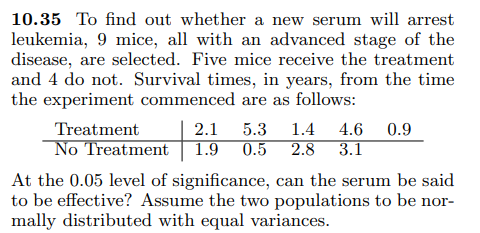 10.35 To find out whether a new serum will arrest
leukemia, 9 mice, all with an advanced stage of the
disease, are selected. Five mice receive the treatment
and 4 do not. Survival times, in years, from the time
the experiment commenced are as follows:
Treatment 2.1 5.3 1.4 4.6 0.9
No Treatment 1.9 0.5 2.8 3.1
At the 0.05 level of significance, can the serum be said
to be effective? Assume the two populations to be nor-
mally distributed with equal variances.